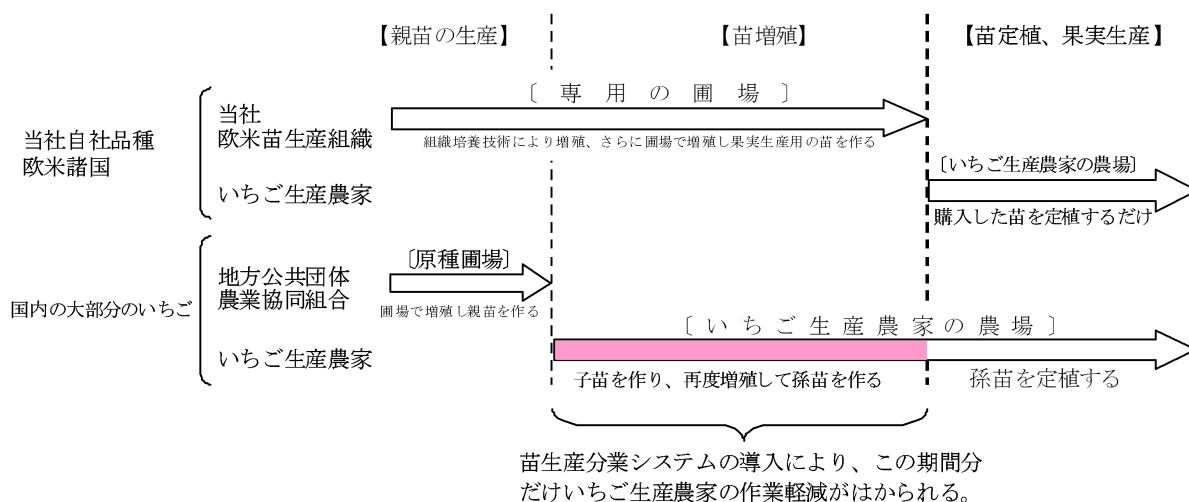 【親苗の生産】
【苗増殖】
【苗定植、果実生産】
当社自社品種
欧米諸国
当社
欧米苗生産組織
〔専用の圃場〕
組織培養技術により増殖、さらに圃場で増殖し果実生産用の苗を作る
いちご生産農家
〔いちご生産農家の農場〕
購入した苗を定植するだけ
国内の大部分のいちご
地方公共団体
農業協同組合
〔原種圃場〕
圃場で増殖し親苗を作る
いちご生産農家
〔いちご生産農家の農場〕
子苗を作り、再度増殖して孫苗を作る
孫苗を定植する
苗生産分業システムの導入により、この期間分
だけいちご生産農家の作業軽減がはかられる。